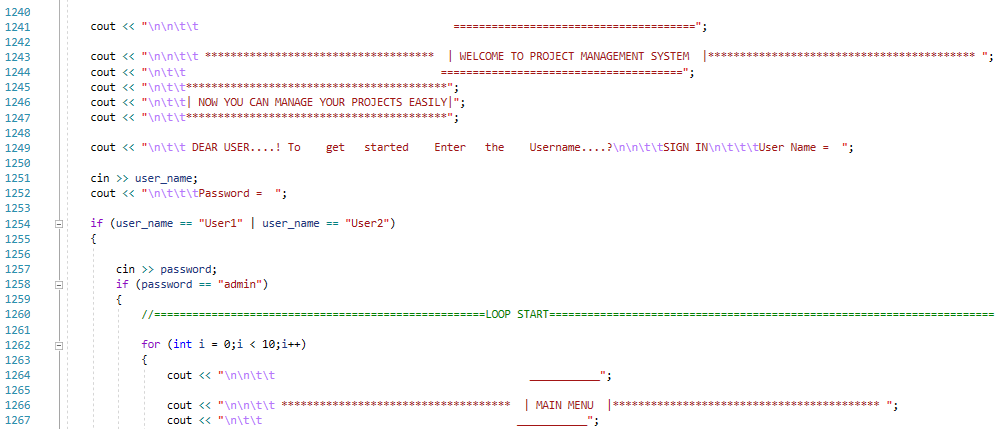 1240
1241 cout << "\n\n\t\t                                        ======================================";
1242
1243 cout << "\n\n\t\t ************************************  | WELCOME TO PROJECT MANAGEMENT SYSTEM  |****************************************** ";
1244 cout << "\n\t\t                                        ======================================";
1245 cout << "\n\t\t*****************************************";
1246 cout << "\n\t\t| NOW YOU CAN MANAGE YOUR PROJECTS EASILY|";
1247 cout << "\n\t\t*****************************************";
1248
1249 cout << "\n\t\t DEAR USER....! To    get   started    Enter   the    Username....?\n\n\t\tSIGN IN\n\t\t\tUser Name =  ";
1250
1251 cin >> user_name;
1252 cout << "\n\t\t\tPassword =  ";
1253
1254 if (user_name == "User1" | user_name == "User2")
1255 {
1256
1257 cin >> password;
1258 if (password == "admin")
1259 {
1260 //====================================================LOOP START======================================================================
1261
1262 for (int i = 0;i < 10;i++)
1263 {
1264 cout << "\n\n\t\t                                        ___________";
1265
1266 cout << "\n\n\t\t ************************************  | MAIN MENU  |****************************************** ";
1267 cout << "\n\t\t                                        ___________";